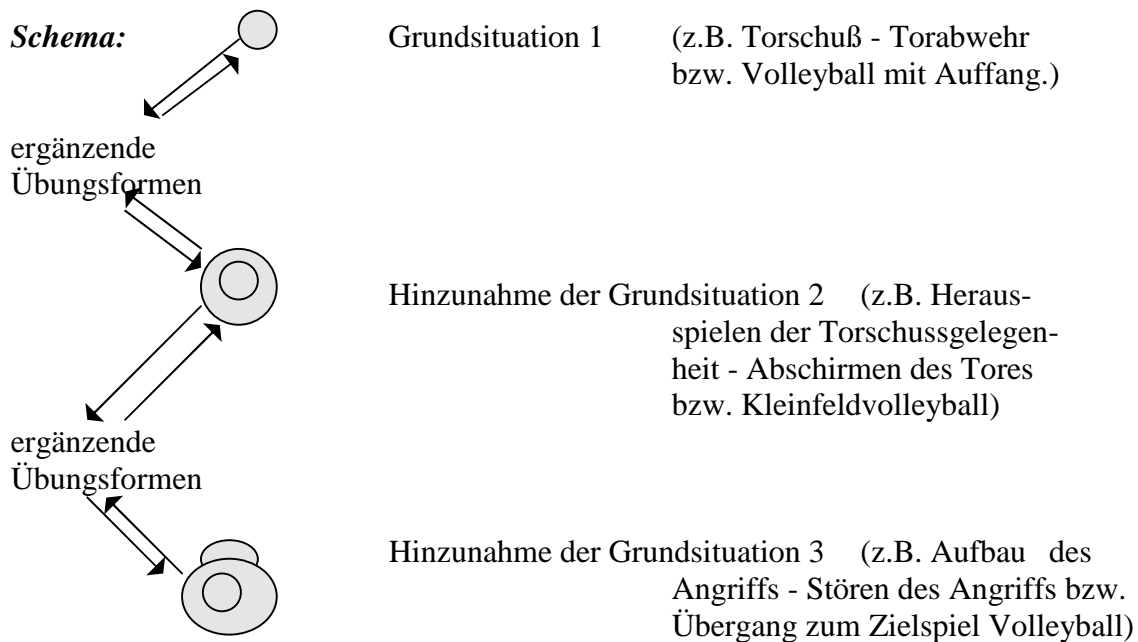 Schema: Grundsituation 1 (z.B. Torschuß - Torabwehr
bzw. Volleyball mit Auffang.)
ergänzende
Übungsformen
Hinzunahme der Grundsituation 2 (z.B. Heraus-
spielen der Torschussgelegen-
heit - Abschirmen des Tores
bzw. Kleinfeldvolleyball)
ergänzende
Übungsformen
Hinzunahme der Grundsituation 3 (z.B. Aufbau des
Angriffs - Stören des Angriffs bzw.
Übergang zum Zielspiel Volleyball)